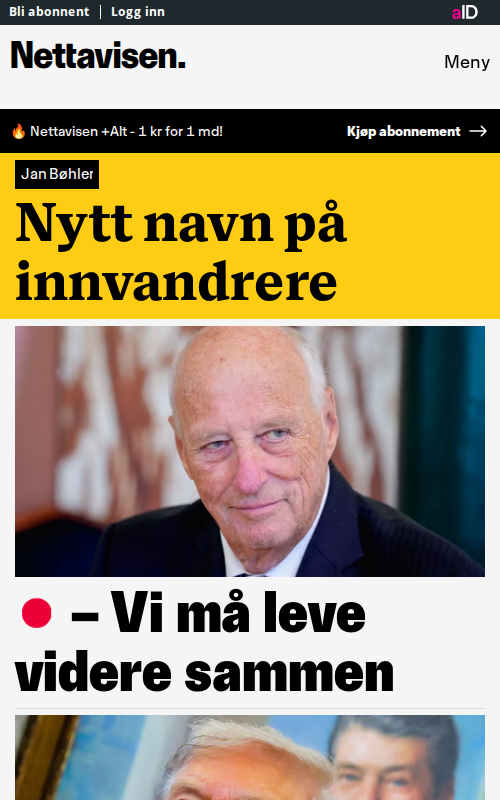 Bli abonnent | Logg inn
aID
Nettavisen.
Meny
🔥 Nettavisen +Alt - 1 kr for 1 md!
Kjøp abonnement →
Jan Bøhler
Nytt navn på
innvandrere
– Vi må leve
videre sammen